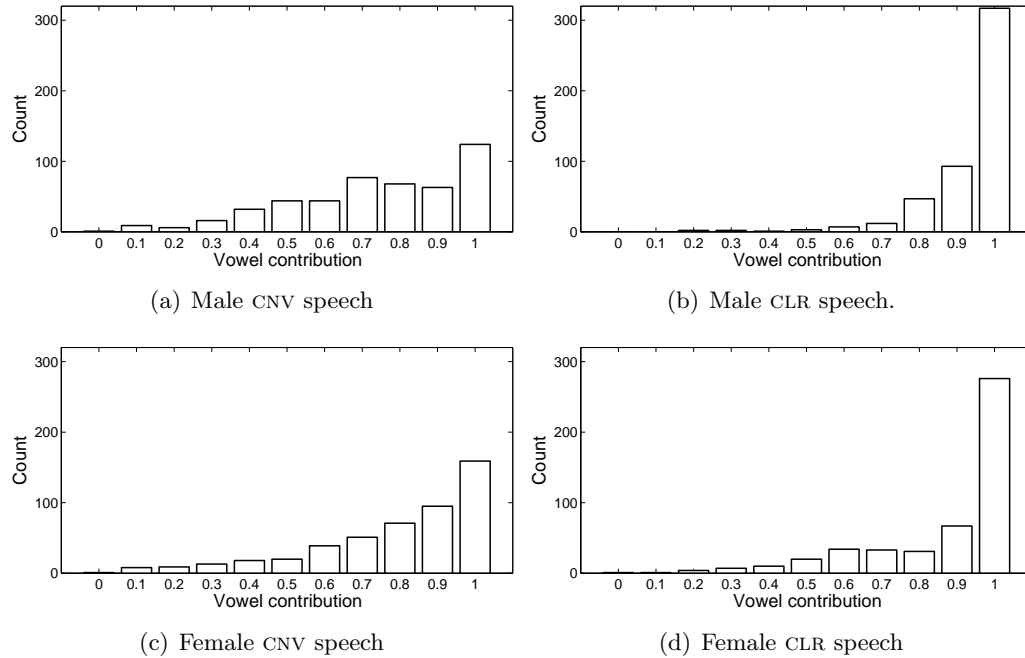 300
200
100
0
Count
0 0.1 0.2 0.3 0.4 0.5 0.6 0.7 0.8 0.9 1
Vowel contribution
(a) Male CNV speech
300
200
100
0
Count
0 0.1 0.2 0.3 0.4 0.5 0.6 0.7 0.8 0.9 1
Vowel contribution
(b) Male CLR speech.
300
200
100
0
Count
0 0.1 0.2 0.3 0.4 0.5 0.6 0.7 0.8 0.9 1
Vowel contribution
(c) Female CNV speech
300
200
100
0
Count
0 0.1 0.2 0.3 0.4 0.5 0.6 0.7 0.8 0.9 1
Vowel contribution
(d) Female CLR speech